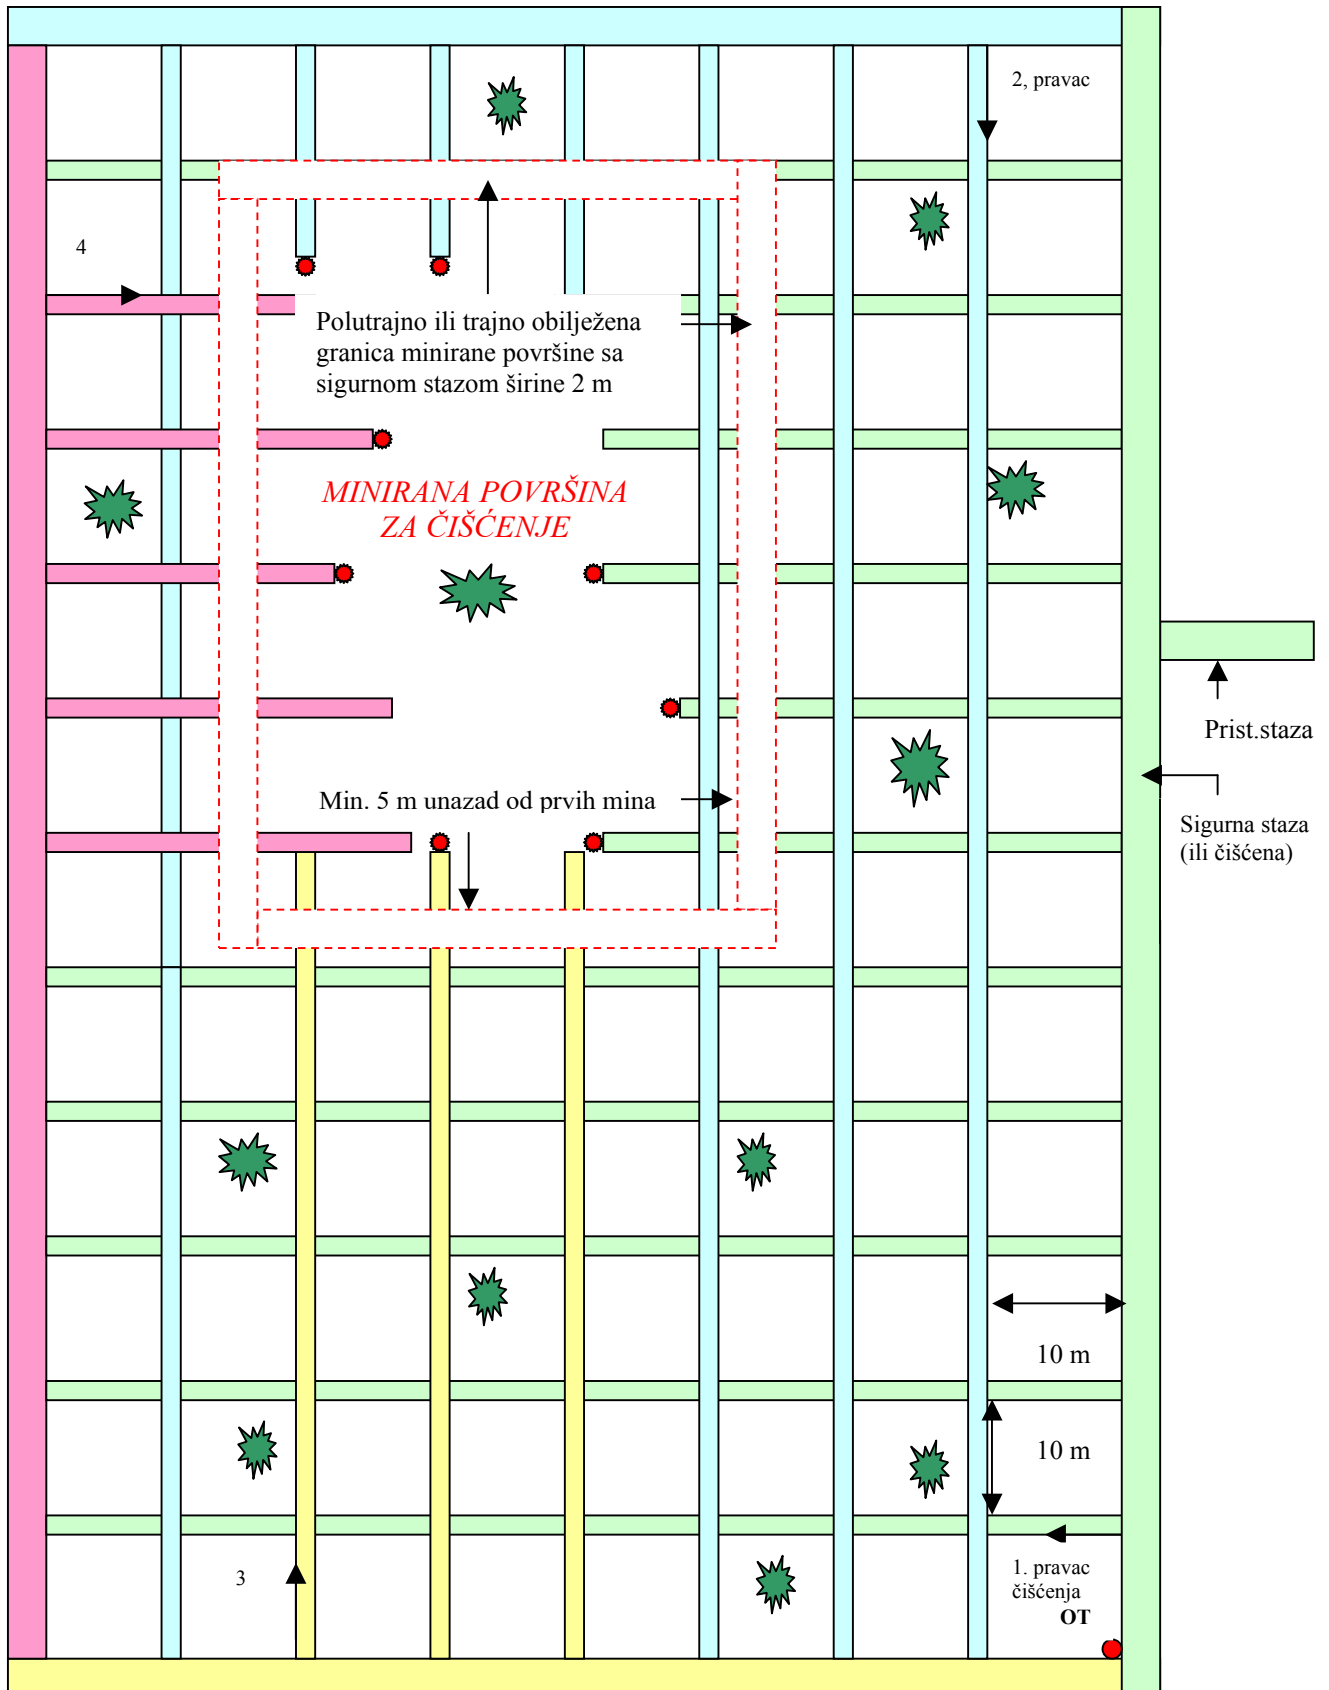 2, pravac
4
Polutrajno ili trajno obilježena
granica minirane površine sa
sigurnom stazom širine 2 m
MINIRANA POVRŠINA
ZA ČIŠĆENJE
Prist.staza
Min. 5 m unazad od prvih mina
Sigurna staza
(ili čišćena)
10 m
10 m
3
1. pravac
čišćenja
OT